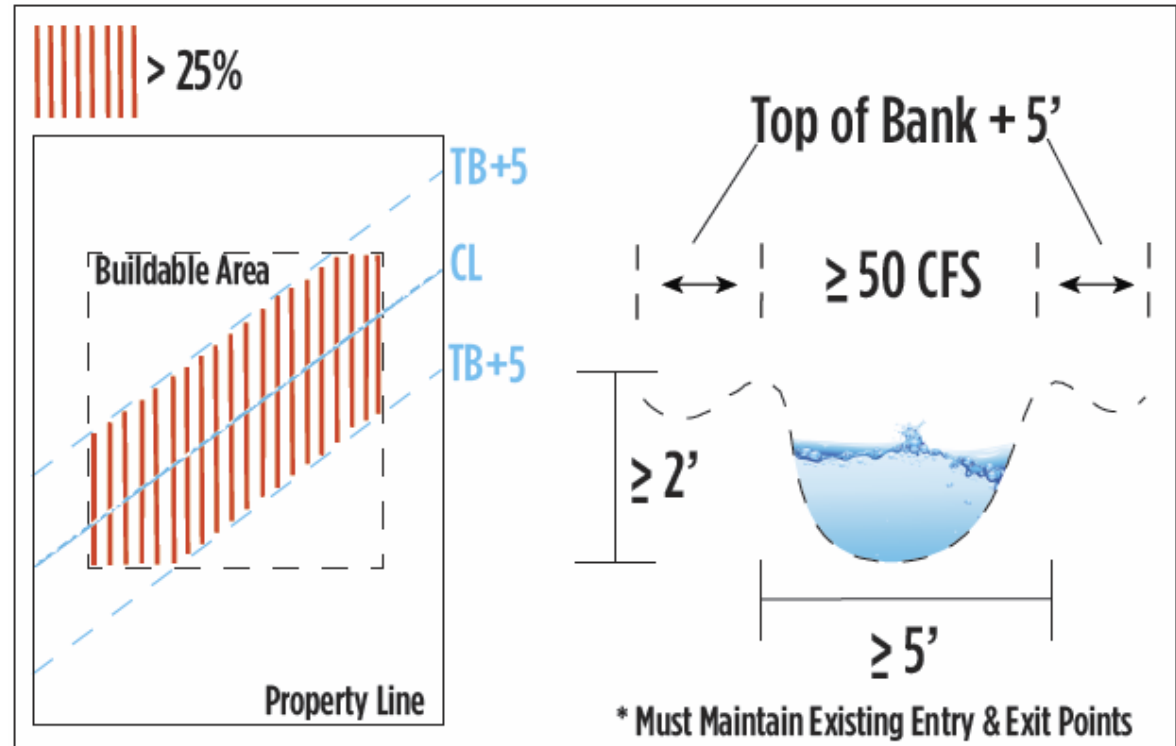 > 25%
TB+5
CL
TB+5
Buildable Area
Property Line
Top of Bank + 5’
≥ 50 CFS
≥ 2’
≥ 5’
* Must Maintain Existing Entry & Exit Points